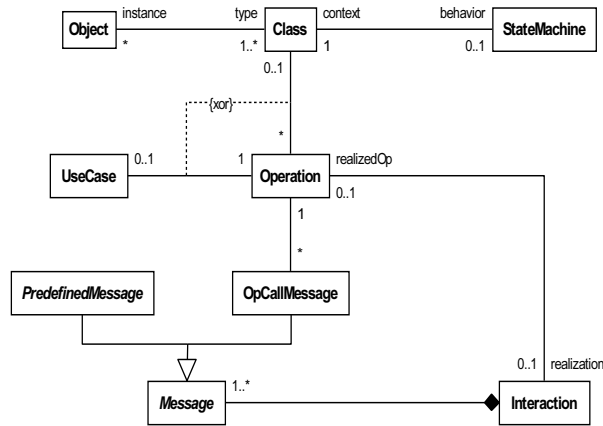 instance type context behavior
Object Class StateMachine
* 1..* 1 0..1
0..1
{xor}
*
0..1 1 realizedOp
UseCase Operation
0..1
1
*
PredefinedMessage OpCallMessage
0..1 realization
1..*
Message Interaction